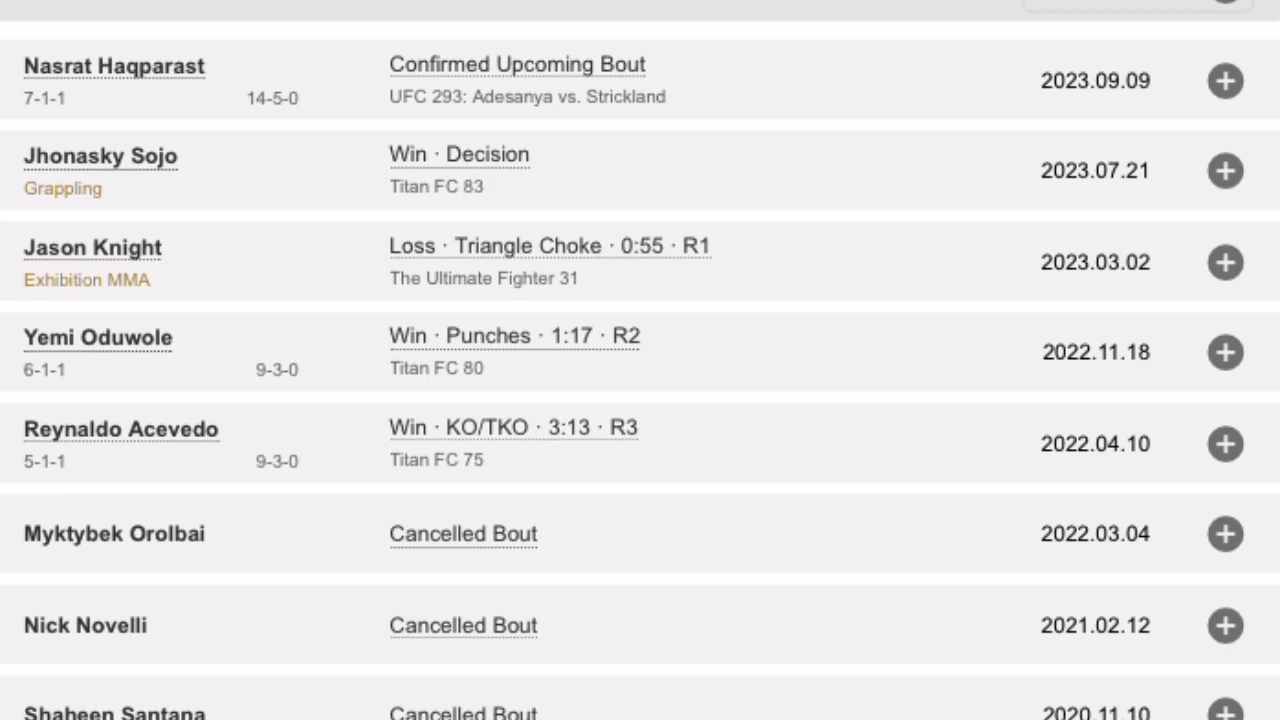 Nasrat Haqparast
Confirmed Upcoming Bout
2023.09.09
7-1-1
14-5-0
UFC 293: Adesanya vs. Strickland
Jhonasky Sojo
Win · Decision
2023.07.21
Grappling
Titan FC 83
Jason Knight
Loss · Triangle Choke · 0:55 · R1
2023.03.02
Exhibition MMA
The Ultimate Fighter 31
Yemi Oduwole
Win · Punches · 1:17 · R2
2022.11.18
6-1-1
9-3-0
Titan FC 80
Reynaldo Acevedo
Win · KO/TKO · 3:13 · R3
2022.04.10
5-1-1
9-3-0
Titan FC 75
Myktybek Orolbai
Cancelled Bout
2022.03.04
Nick Novelli
Cancelled Bout
2021.02.12
Shaheen Santana
Cancelled Bout
2020.11.10